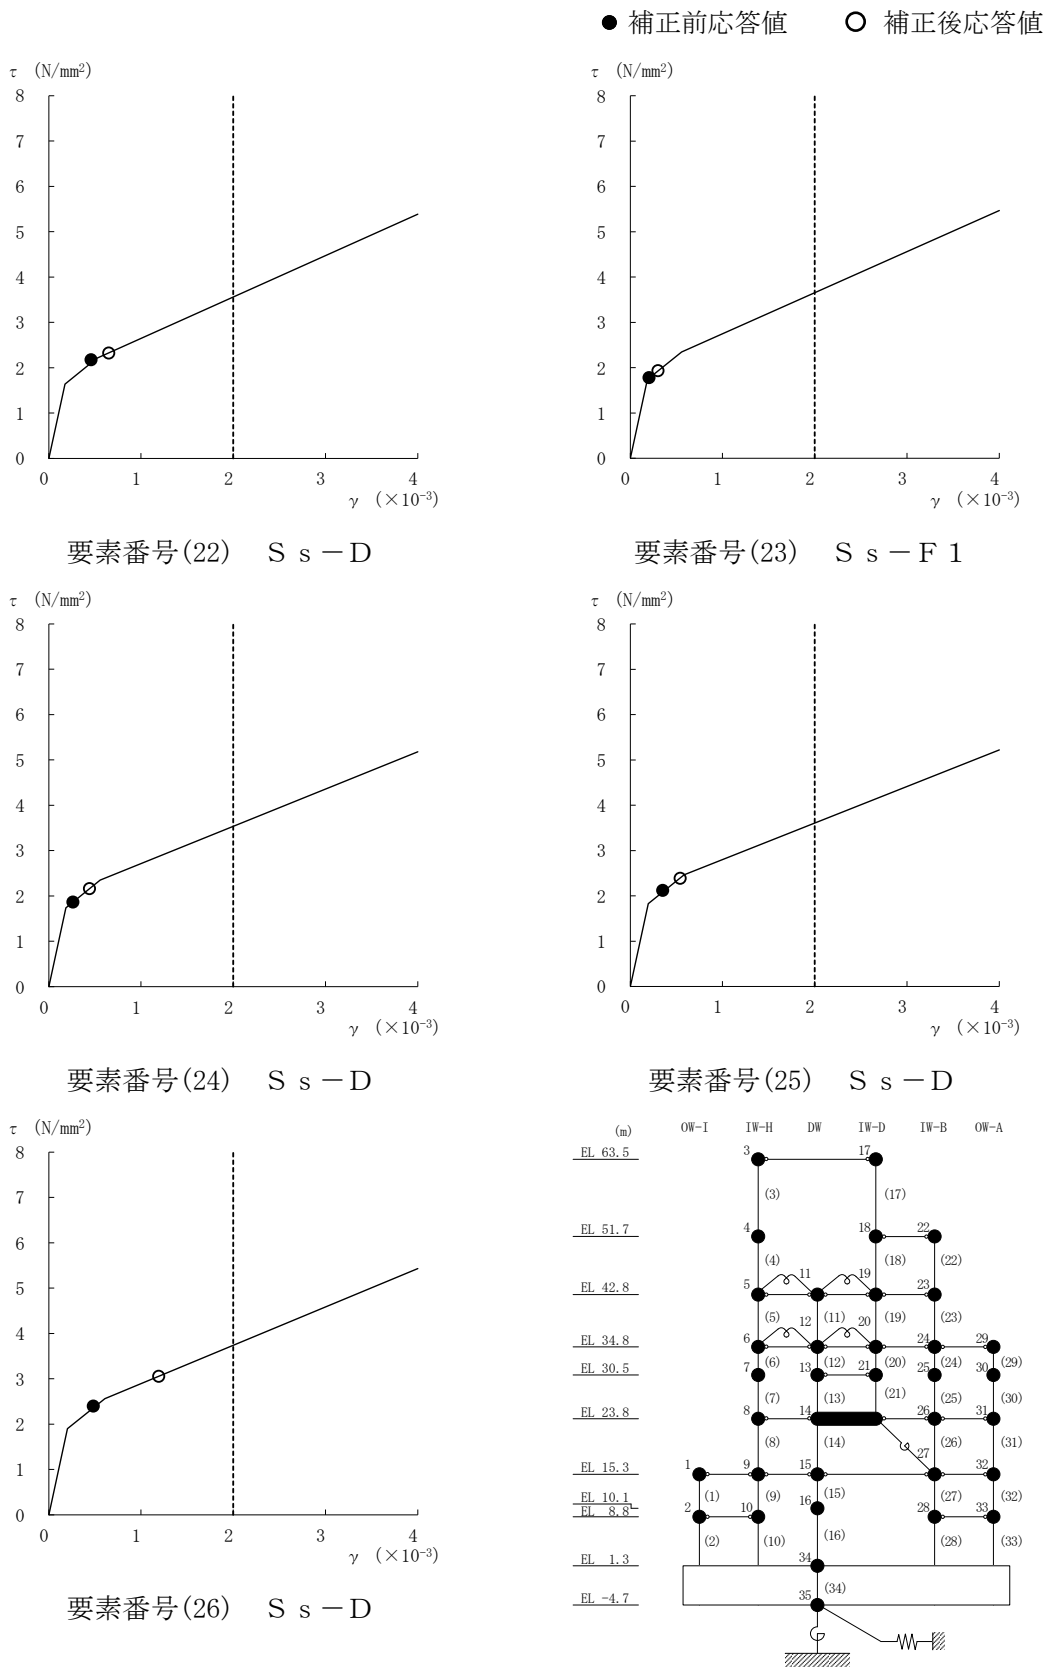 ● 補正前応答値 ○ 補正後応答値
τ (N/mm²)
8
7
6
5
4
3
2
1
0
0 1 2 3 4
γ (×10⁻³)
要素番号(22) Ｓｓ－Ｄ
τ (N/mm²)
8
7
6
5
4
3
2
1
0
0 1 2 3 4
γ (×10⁻³)
要素番号(23) Ｓｓ－Ｆ１
τ (N/mm²)
8
7
6
5
4
3
2
1
0
0 1 2 3 4
γ (×10⁻³)
要素番号(24) Ｓｓ－Ｄ
τ (N/mm²)
8
7
6
5
4
3
2
1
0
0 1 2 3 4
γ (×10⁻³)
要素番号(25) Ｓｓ－Ｄ
τ (N/mm²)
8
7
6
5
4
3
2
1
0
0 1 2 3 4
γ (×10⁻³)
要素番号(26) Ｓｓ－Ｄ
(m) OW-I IW-H DW IW-D IW-B OW-A
EL 63.5 3 17
(3) (17)
EL 51.7 4 18 22
(4) (18) (22)
EL 42.8 5 11 19 23
(5) (11) (19) (23)
EL 34.8 6 12 20 24 29
(6) (12) (20) (24) (29)
EL 30.5 7 13 21 25 30
(7) (13) (21) (25) (30)
EL 23.8 8 14 26 31
(8) (14) (26) (31)
EL 15.3 1 9 15 27 32
(1) (9) (15) (27) (32)
EL 10.1 16
EL 8.8 2 10 28 33
(2) (10) (16) (28) (33)
EL 1.3 34
(34)
EL -4.7 35